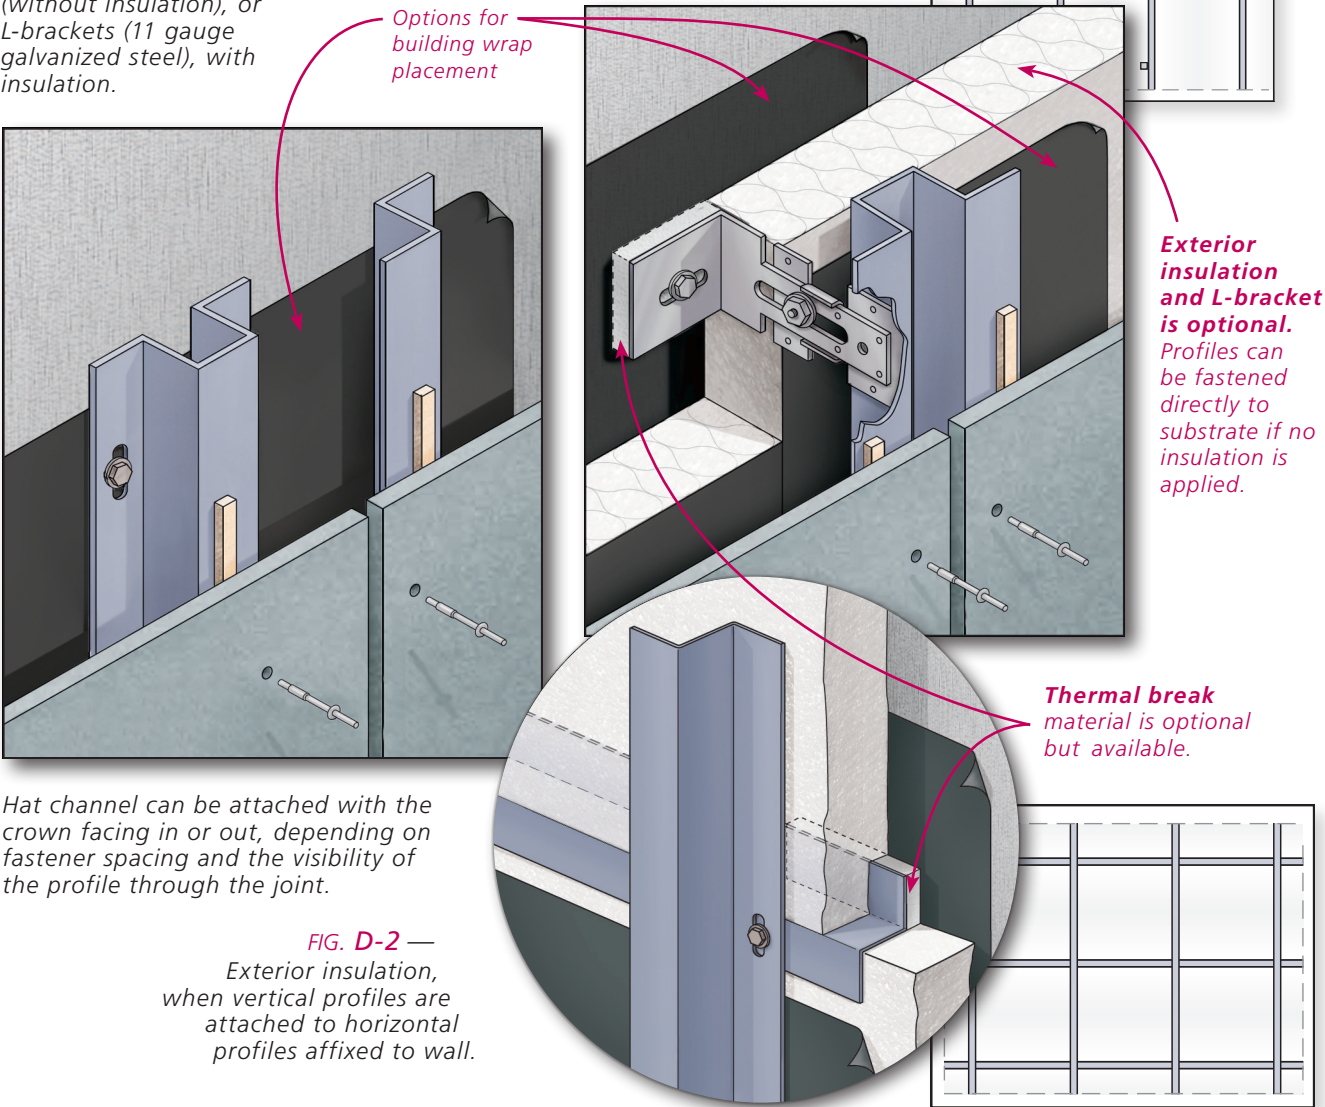 (without insulation), or
L-brackets (11 gauge
galvanized steel), with
insulation.
Options for
building wrap
placement
Exterior
insulation
and L-bracket
is optional.
Profiles can
be fastened
directly to
substrate if no
insulation is
applied.
Thermal break
material is optional
but available.
Hat channel can be attached with the
crown facing in or out, depending on
fastener spacing and the visibility of
the profile through the joint.
FIG. D-2 —
Exterior insulation,
when vertical profiles are
attached to horizontal
profiles affixed to wall.